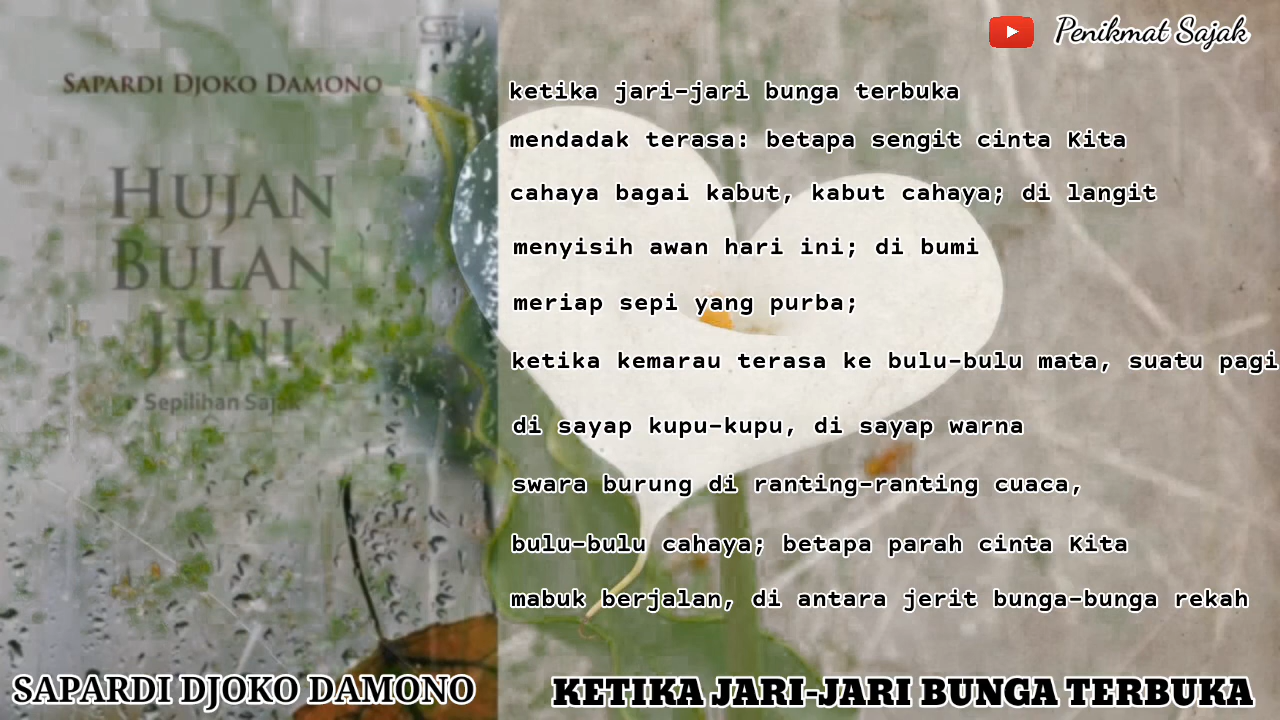 Penikmat Sajak
SAPARDI DJOKO DAMONO
HUJAN
BULAN
JUNI
Sepilihan Sajak
ketika jari-jari bunga terbuka
mendadak terasa: betapa sengit cinta Kita
cahaya bagai kabut, kabut cahaya; di langit
menyisih awan hari ini; di bumi
meriap sepi yang purba;
ketika kemarau terasa ke bulu-bulu mata, suatu pagi
di sayap kupu-kupu, di sayap warna
swara burung di ranting-ranting cuaca,
bulu-bulu cahaya; betapa parah cinta Kita
mabuk berjalan, di antara jerit bunga-bunga rekah
SAPARDI DJOKO DAMONO
KETIKA JARI-JARI BUNGA TERBUKA